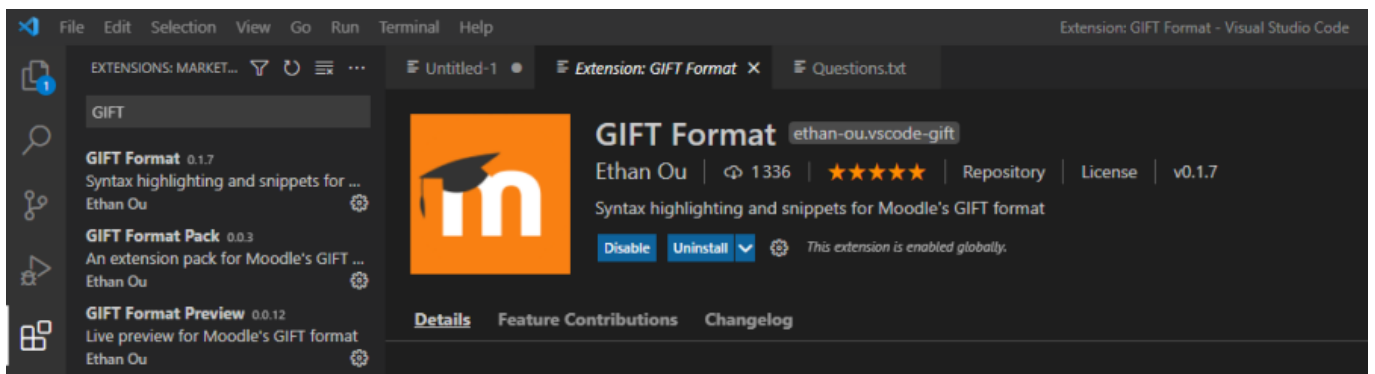 File Edit Selection View Go Run Terminal Help
Extension: GIFT Format - Visual Studio Code
EXTENSIONS: MARKET...
Untitled-1
Extension: GIFT Format
Questions.txt
1
GIFT
GIFT Format 0.1.7
Syntax highlighting and snippets for ...
Ethan Ou
GIFT Format Pack 0.0.3
An extension pack for Moodle's GIFT ...
Ethan Ou
GIFT Format Preview 0.0.12
Live preview for Moodle's GIFT format
Ethan Ou
m
GIFT Format ethan-ou.vscode-gift
Ethan Ou 1336 ★★★★★ Repository License v0.1.7
Syntax highlighting and snippets for Moodle's GIFT format
Disable Uninstall This extension is enabled globally.
Details Feature Contributions Changelog